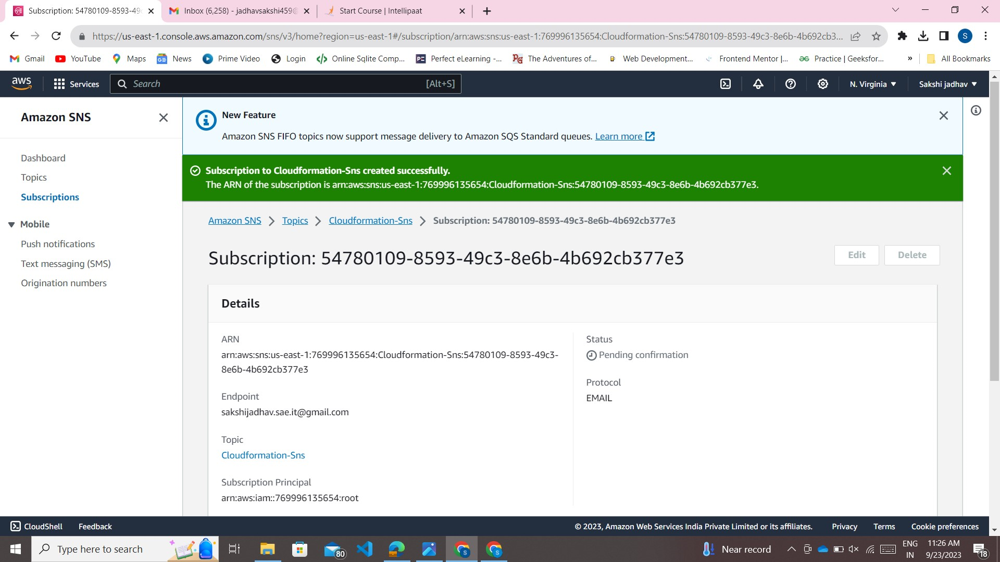 Subscription: 54780109-8593-49c
Inbox (6,258) - jadhavsakshi459@
Start Course | Intellipaat
https://us-east-1.console.aws.amazon.com/sns/v3/home?region=us-east-1#/subscription/arn:aws:sns:us-east-1:769996135654:Cloudformation-Sns:54780109-8593-49c3-8e6b-4b692cb3...
S
Gmail
YouTube
Maps
News
Prime Video
Login
Online Sqlite Comp...
Perfect eLearning -...
The Adventures of...
Web Development...
Frontend Mentor |...
Practice | Geeksfor...
»
All Bookmarks
aws
Services
Search
[Alt+S]
N. Virginia
Sakshi jadhav
Amazon SNS
Dashboard
Topics
Subscriptions
Mobile
Push notifications
Text messaging (SMS)
Origination numbers
New Feature
Amazon SNS FIFO topics now support message delivery to Amazon SQS Standard queues. Learn more
Subscription to Cloudformation-Sns created successfully.
The ARN of the subscription is arn:aws:sns:us-east-1:769996135654:Cloudformation-Sns:54780109-8593-49c3-8e6b-4b692cb377e3.
Amazon SNS > Topics > Cloudformation-Sns > Subscription: 54780109-8593-49c3-8e6b-4b692cb377e3
Subscription: 54780109-8593-49c3-8e6b-4b692cb377e3
Edit
Delete
Details
ARN
arn:aws:sns:us-east-1:769996135654:Cloudformation-Sns:54780109-8593-49c3-
8e6b-4b692cb377e3
Endpoint
sakshijadhav.sae.it@gmail.com
Topic
Cloudformation-Sns
Subscription Principal
arn:aws:iam::769996135654:root
Status
Pending confirmation
Protocol
EMAIL
CloudShell
Feedback
© 2023, Amazon Web Services India Private Limited or its affiliates.
Privacy
Terms
Cookie preferences
Type here to search
80
S
S
Near record
ENG
IN
11:26 AM
9/23/2023
18